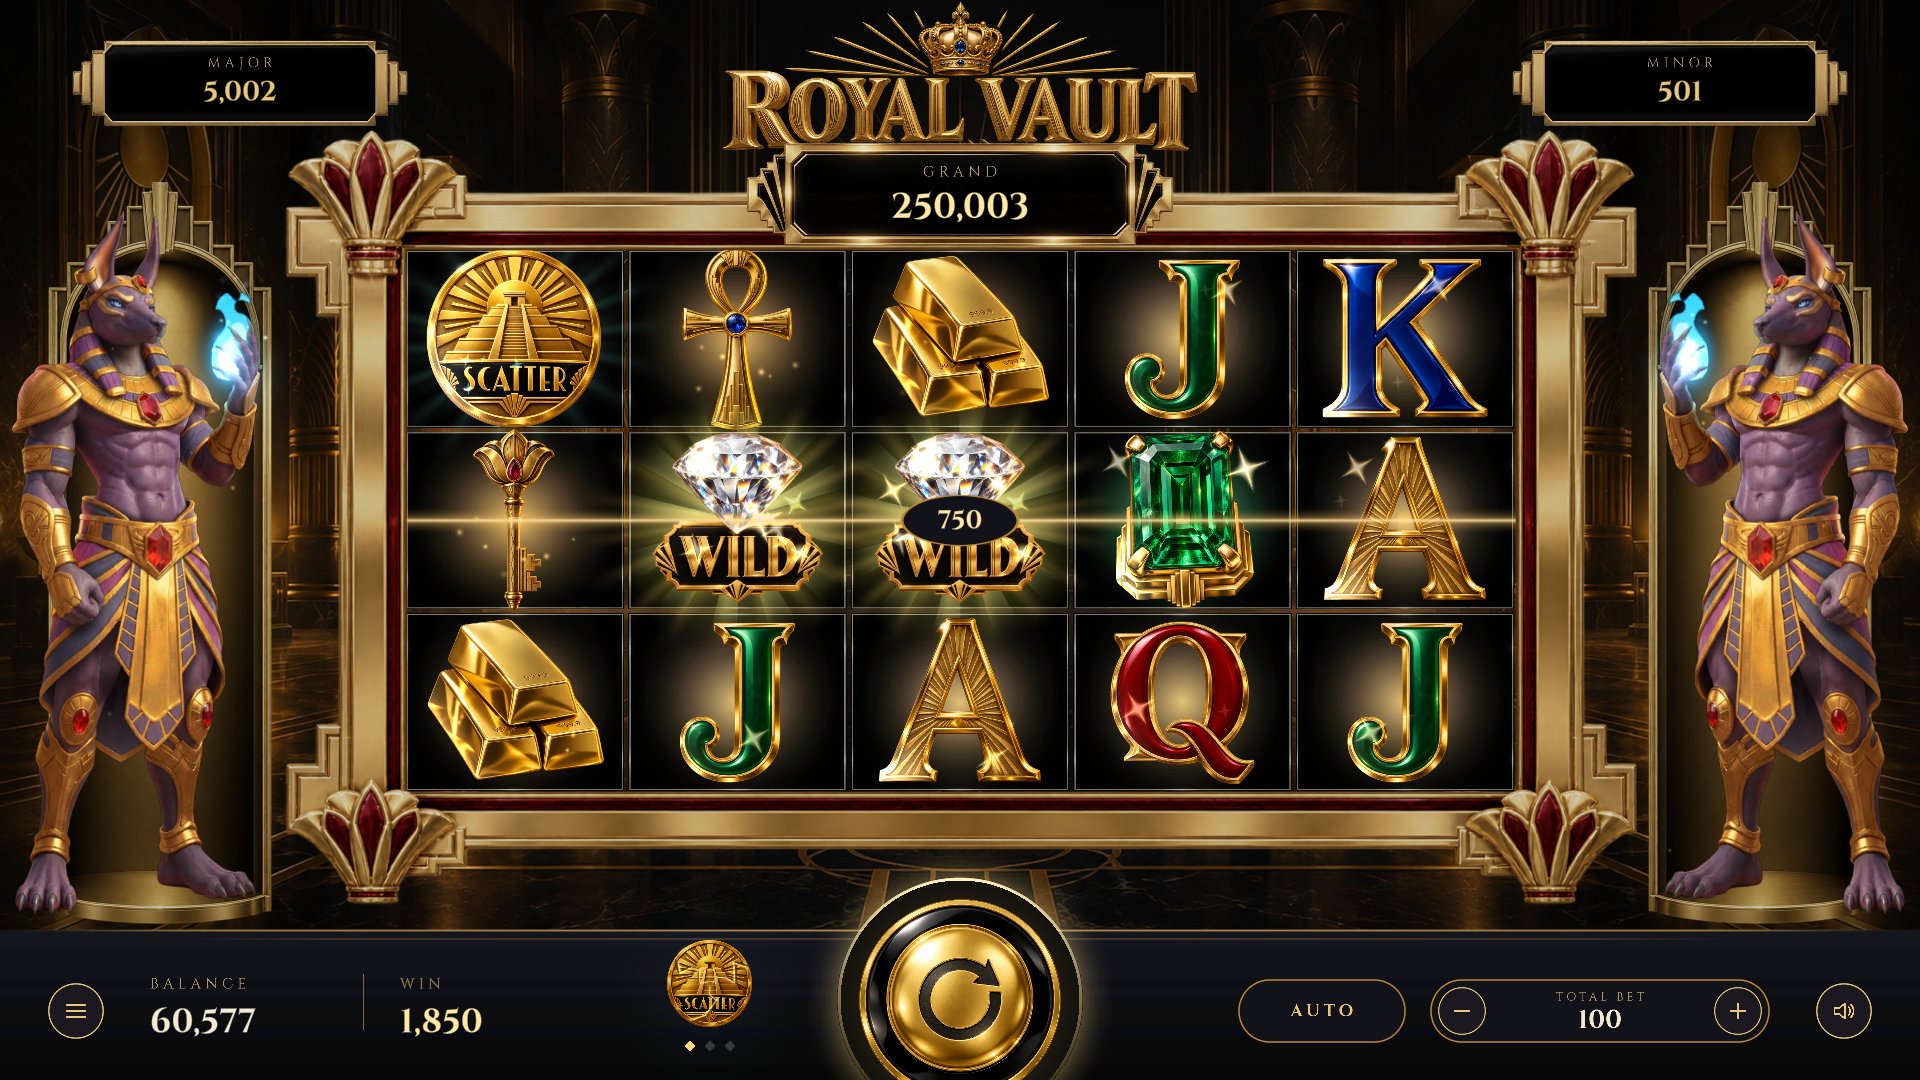 MAJOR
5,002
ROYAL VAULT
MINOR
501
GRAND
250,003
SCATTER
J
K
WILD
WILD
750
A
J
A
Q
J
BALANCE
60,577
WIN
1,850
SCATTER
AUTO
TOTAL BET
100